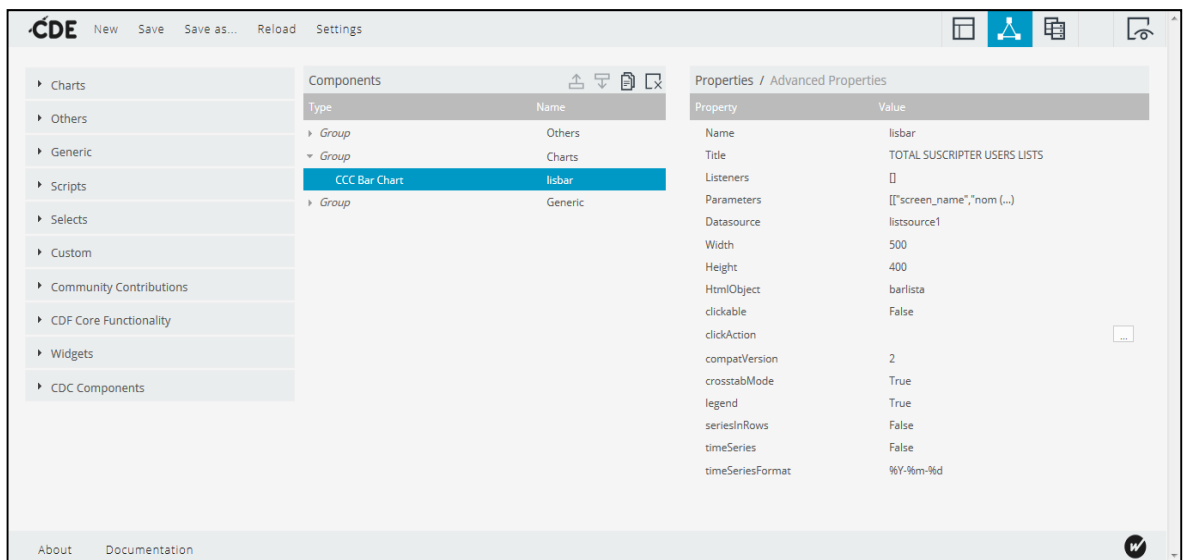 CDE New Save Save as... Reload Settings
Charts
Others
Generic
Scripts
Selects
Custom
Community Contributions
CDF Core Functionality
Widgets
CDC Components
Components
Type Name
Group Others
Group Charts
CCC Bar Chart lisbar
Group Generic
Properties / Advanced Properties
Property Value
Name lisbar
Title TOTAL SUSCRIPTER USERS LISTS
Listeners []
Parameters [["screen_name","nom (...)
Datasource listsource1
Width 500
Height 400
HtmlObject barlista
clickable False
clickAction ...
compatVersion 2
crosstabMode True
legend True
seriesInRows False
timeSeries False
timeSeriesFormat %Y-%m-%d
About Documentation